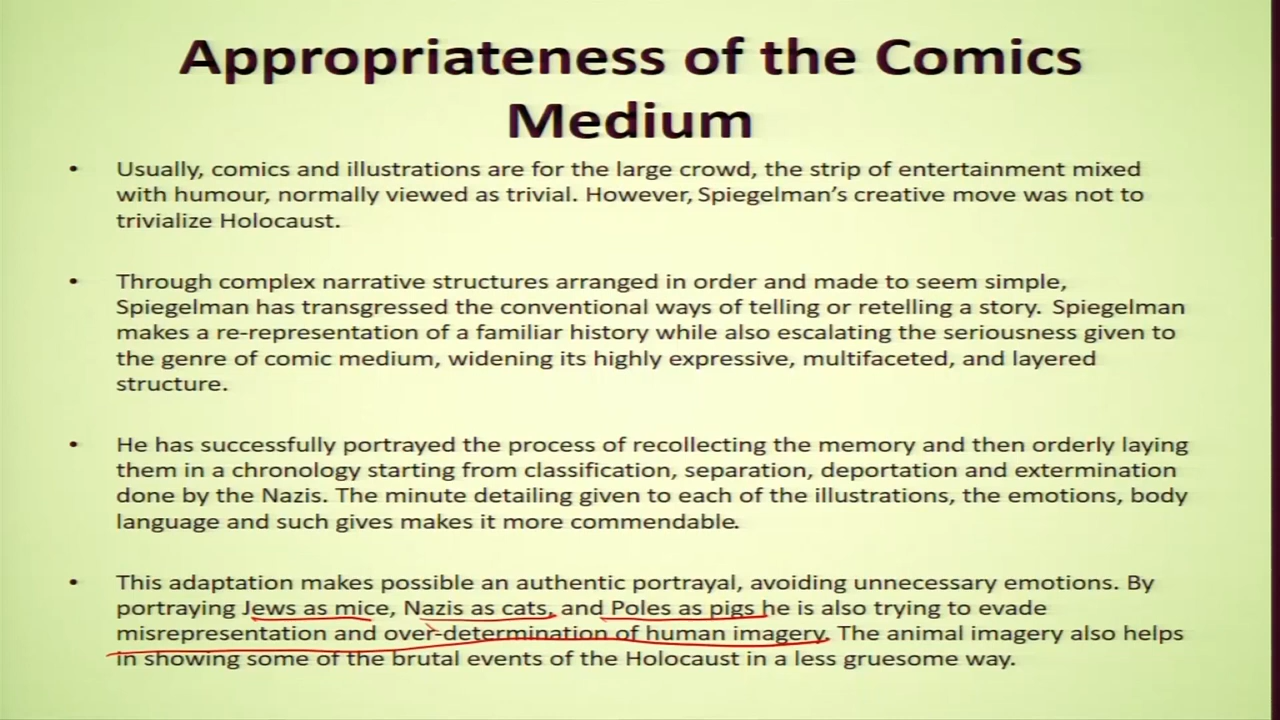 Appropriateness of the Comics
Medium
• Usually, comics and illustrations are for the large crowd, the strip of entertainment mixed
with humour, normally viewed as trivial. However, Spiegelman's creative move was not to
trivialize Holocaust.
• Through complex narrative structures arranged in order and made to seem simple,
Spiegelman has transgressed the conventional ways of telling or retelling a story. Spiegelman
makes a re-representation of a familiar history while also escalating the seriousness given to
the genre of comic medium, widening its highly expressive, multifaceted, and layered
structure.
• He has successfully portrayed the process of recollecting the memory and then orderly laying
them in a chronology starting from classification, separation, deportation and extermination
done by the Nazis. The minute detailing given to each of the illustrations, the emotions, body
language and such gives makes it more commendable.
• This adaptation makes possible an authentic portrayal, avoiding unnecessary emotions. By
portraying Jews as mice, Nazis as cats, and Poles as pigs he is also trying to evade
misrepresentation and over-determination of human imagery. The animal imagery also helps
in showing some of the brutal events of the Holocaust in a less gruesome way.